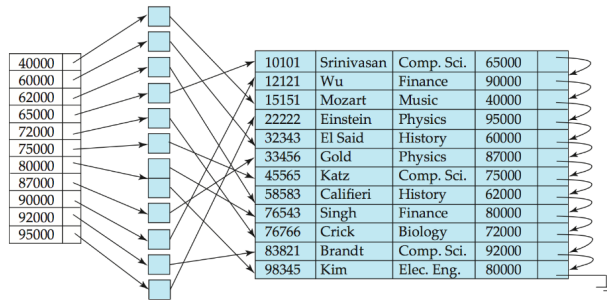 40000
60000
62000
65000
72000
75000
80000
87000
90000
92000
95000
10101 Srinivasan Comp. Sci. 65000
12121 Wu Finance 90000
15151 Mozart Music 40000
22222 Einstein Physics 95000
32343 El Said History 60000
33456 Gold Physics 87000
45565 Katz Comp. Sci. 75000
58583 Califieri History 62000
76543 Singh Finance 80000
76766 Crick Biology 72000
83821 Brandt Comp. Sci. 92000
98345 Kim Elec. Eng. 80000